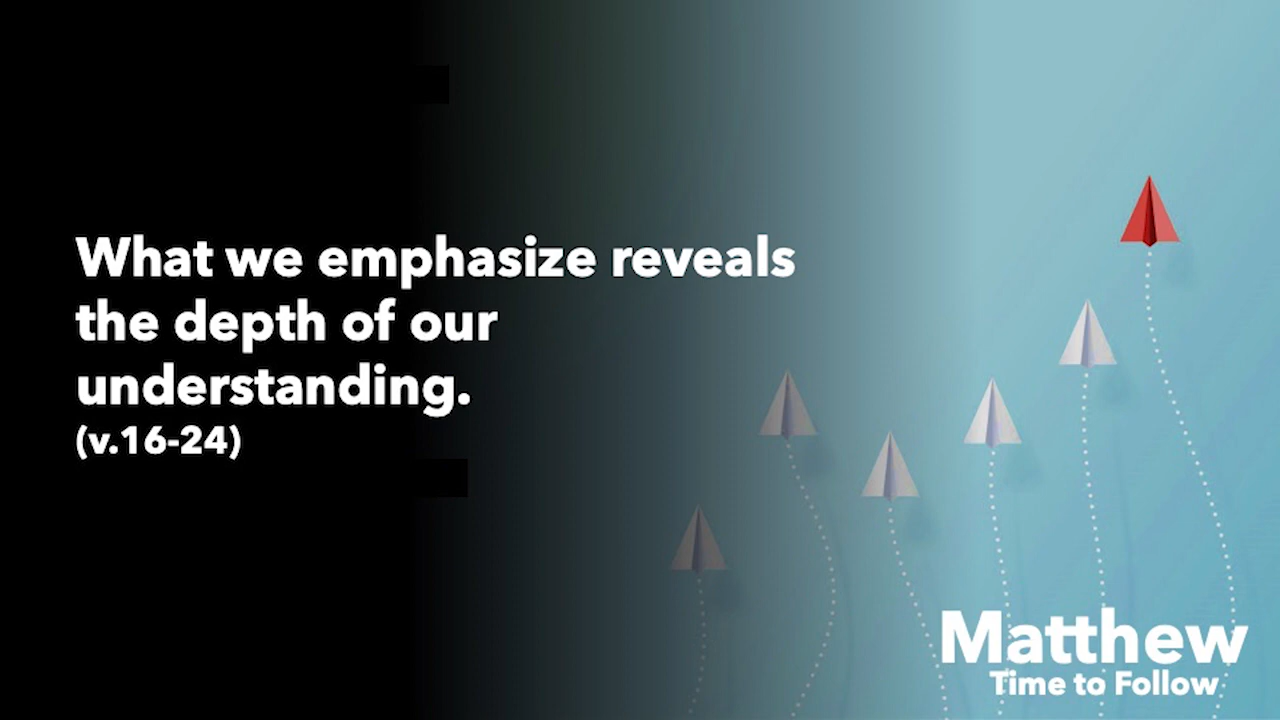 What we emphasize reveals
the depth of our
understanding.
(v.16-24)
Matthew
Time to Follow